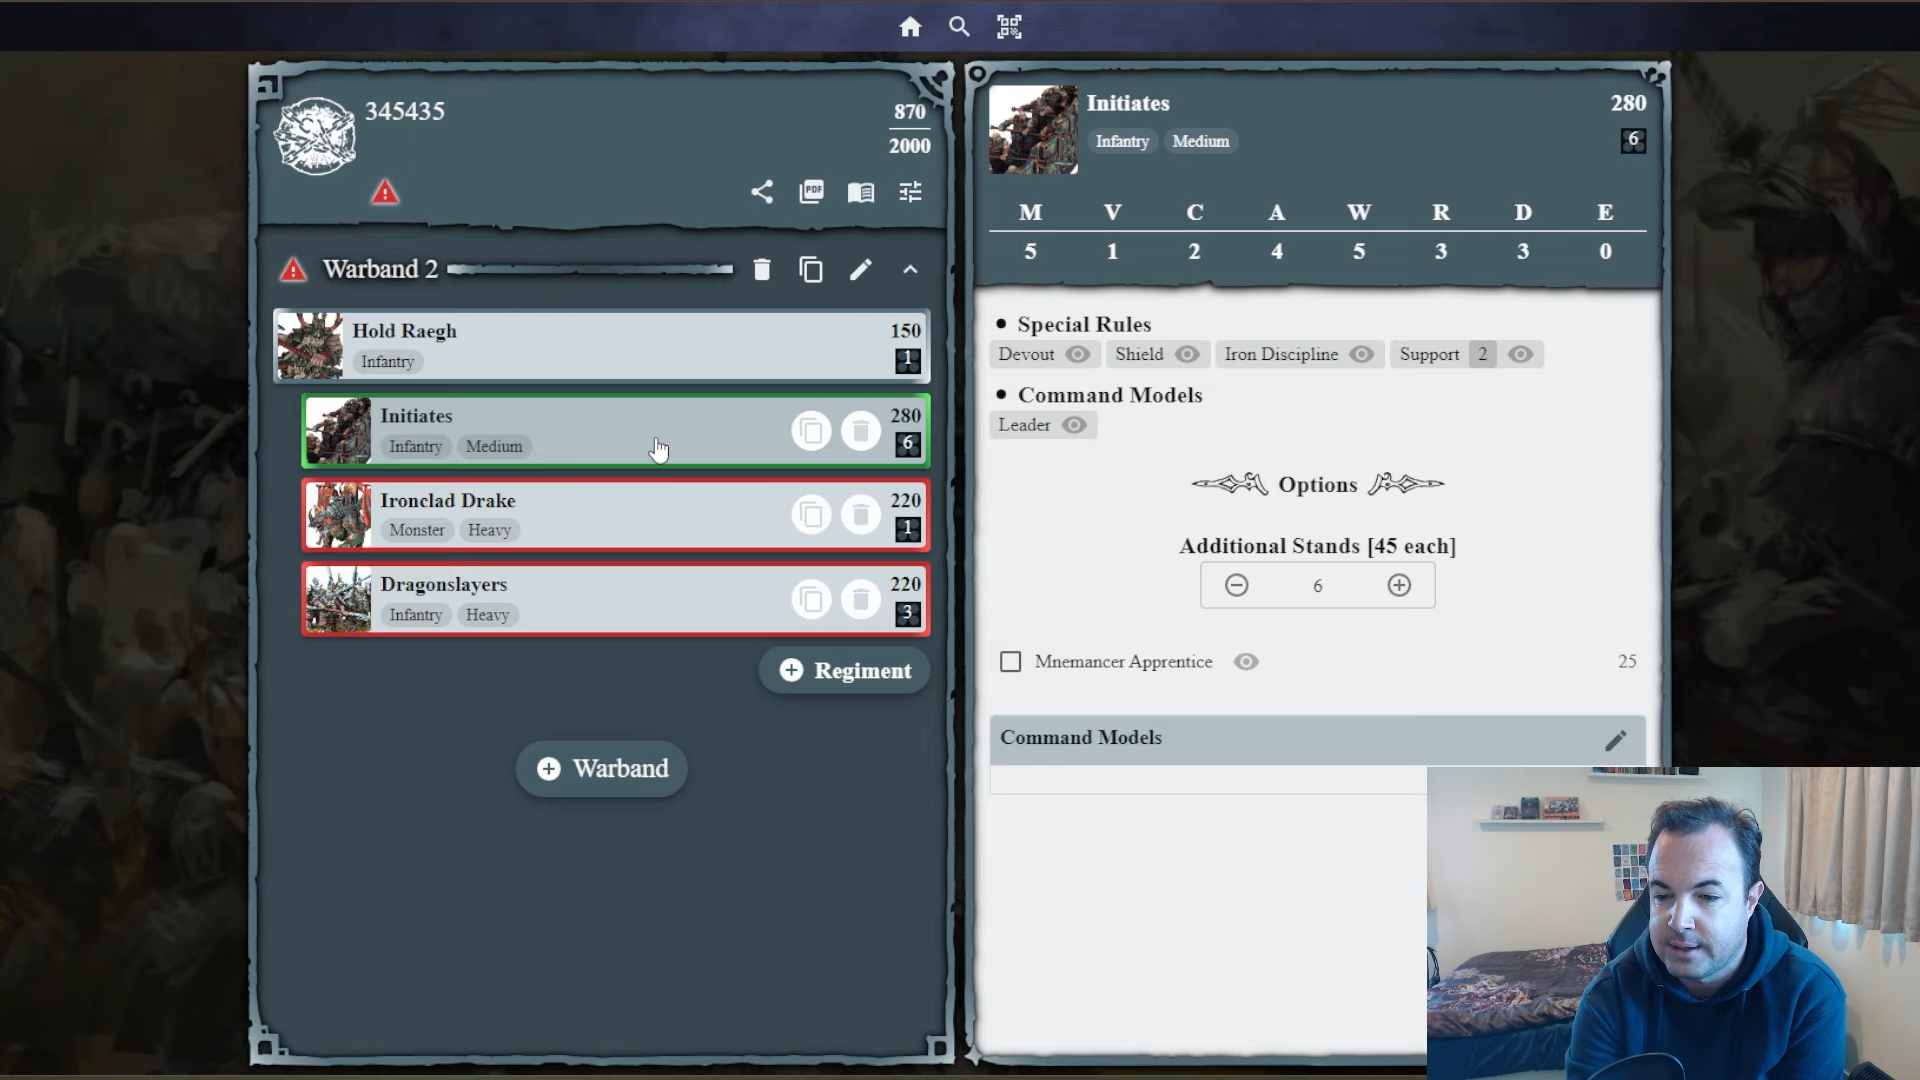 345435
870
2000
PDF
Warband 2
Hold Raegh
150
Infantry
1
Initiates
280
Infantry Medium
6
Ironclad Drake
220
Monster Heavy
1
Dragonslayers
220
Infantry Heavy
3
Regiment
Warband
Initiates
280
Infantry Medium
6
M V C A W R D E
5 1 2 4 5 3 3 0
• Special Rules
Devout Shield Iron Discipline Support 2
• Command Models
Leader
Options
Additional Stands [45 each]
6
Mnemancer Apprentice 25
Command Models